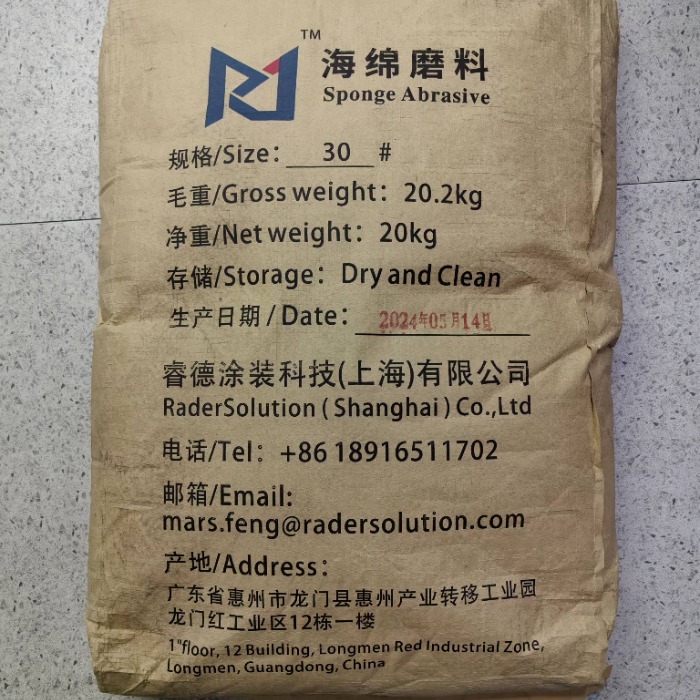 TM
海绵磨料
Sponge Abrasive
规格/Size: 30 #
毛重/Gross weight: 20.2kg
净重/Net weight: 20kg
存储/Storage: Dry and Clean
生产日期/Date: 2024年05月14日
睿德涂装科技(上海)有限公司
RaderSolution ( Shanghai ) Co.,Ltd
电话/Tel: +86 18916511702
邮箱/Email:
mars.feng@radersolution.com
产地/Address:
广东省惠州市龙门县惠州产业转移工业园
龙门红工业区12栋一楼
1"floor, 12 Building, Longmen Red Industrial Zone,
Longmen, Guangdong, China